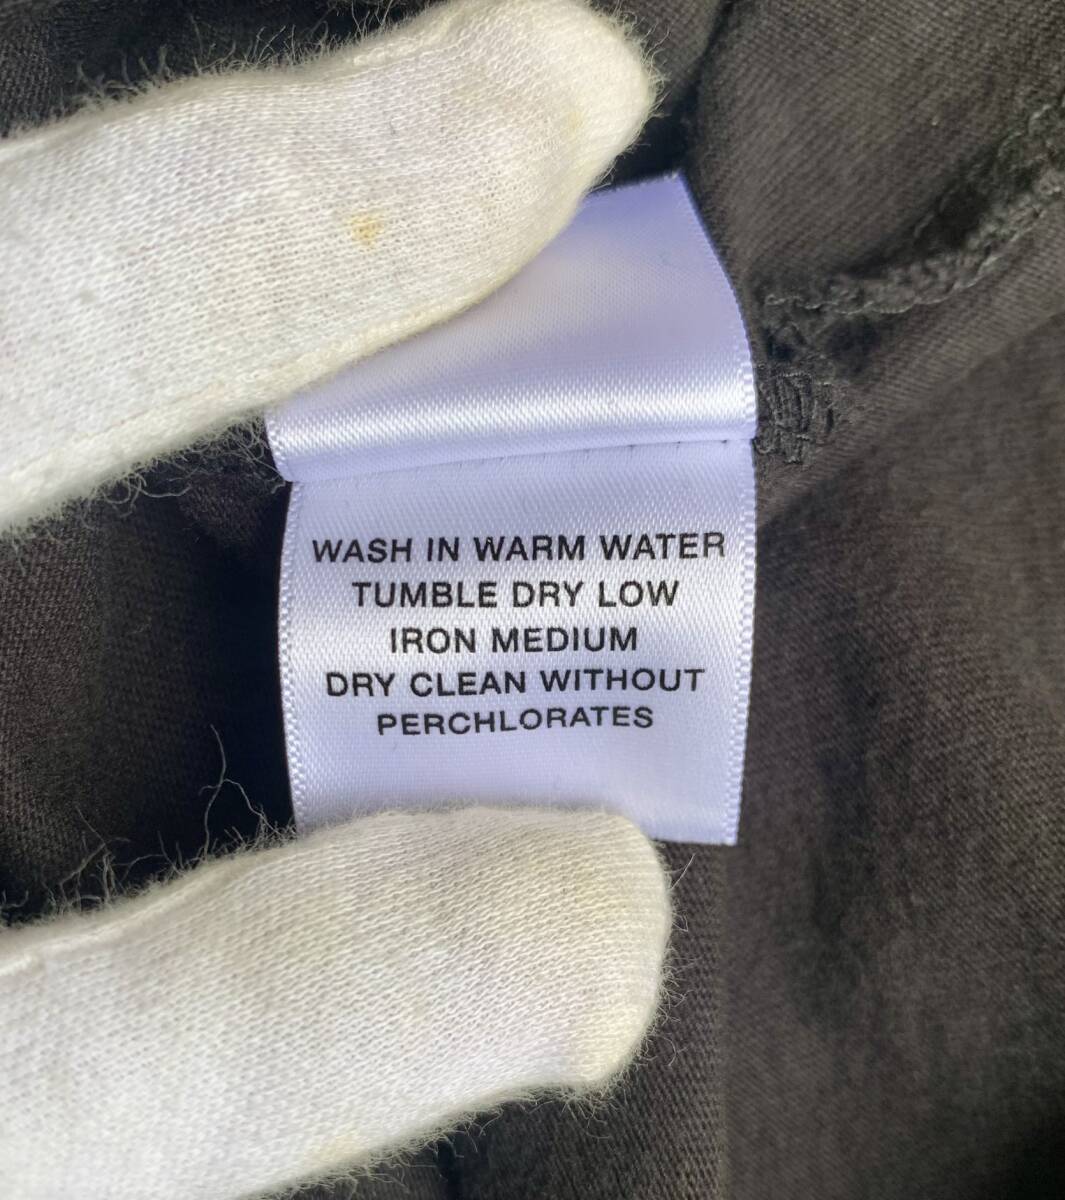 WASH IN WARM WATER
TUMBLE DRY LOW
IRON MEDIUM
DRY CLEAN WITHOUT
PERCHLORATES